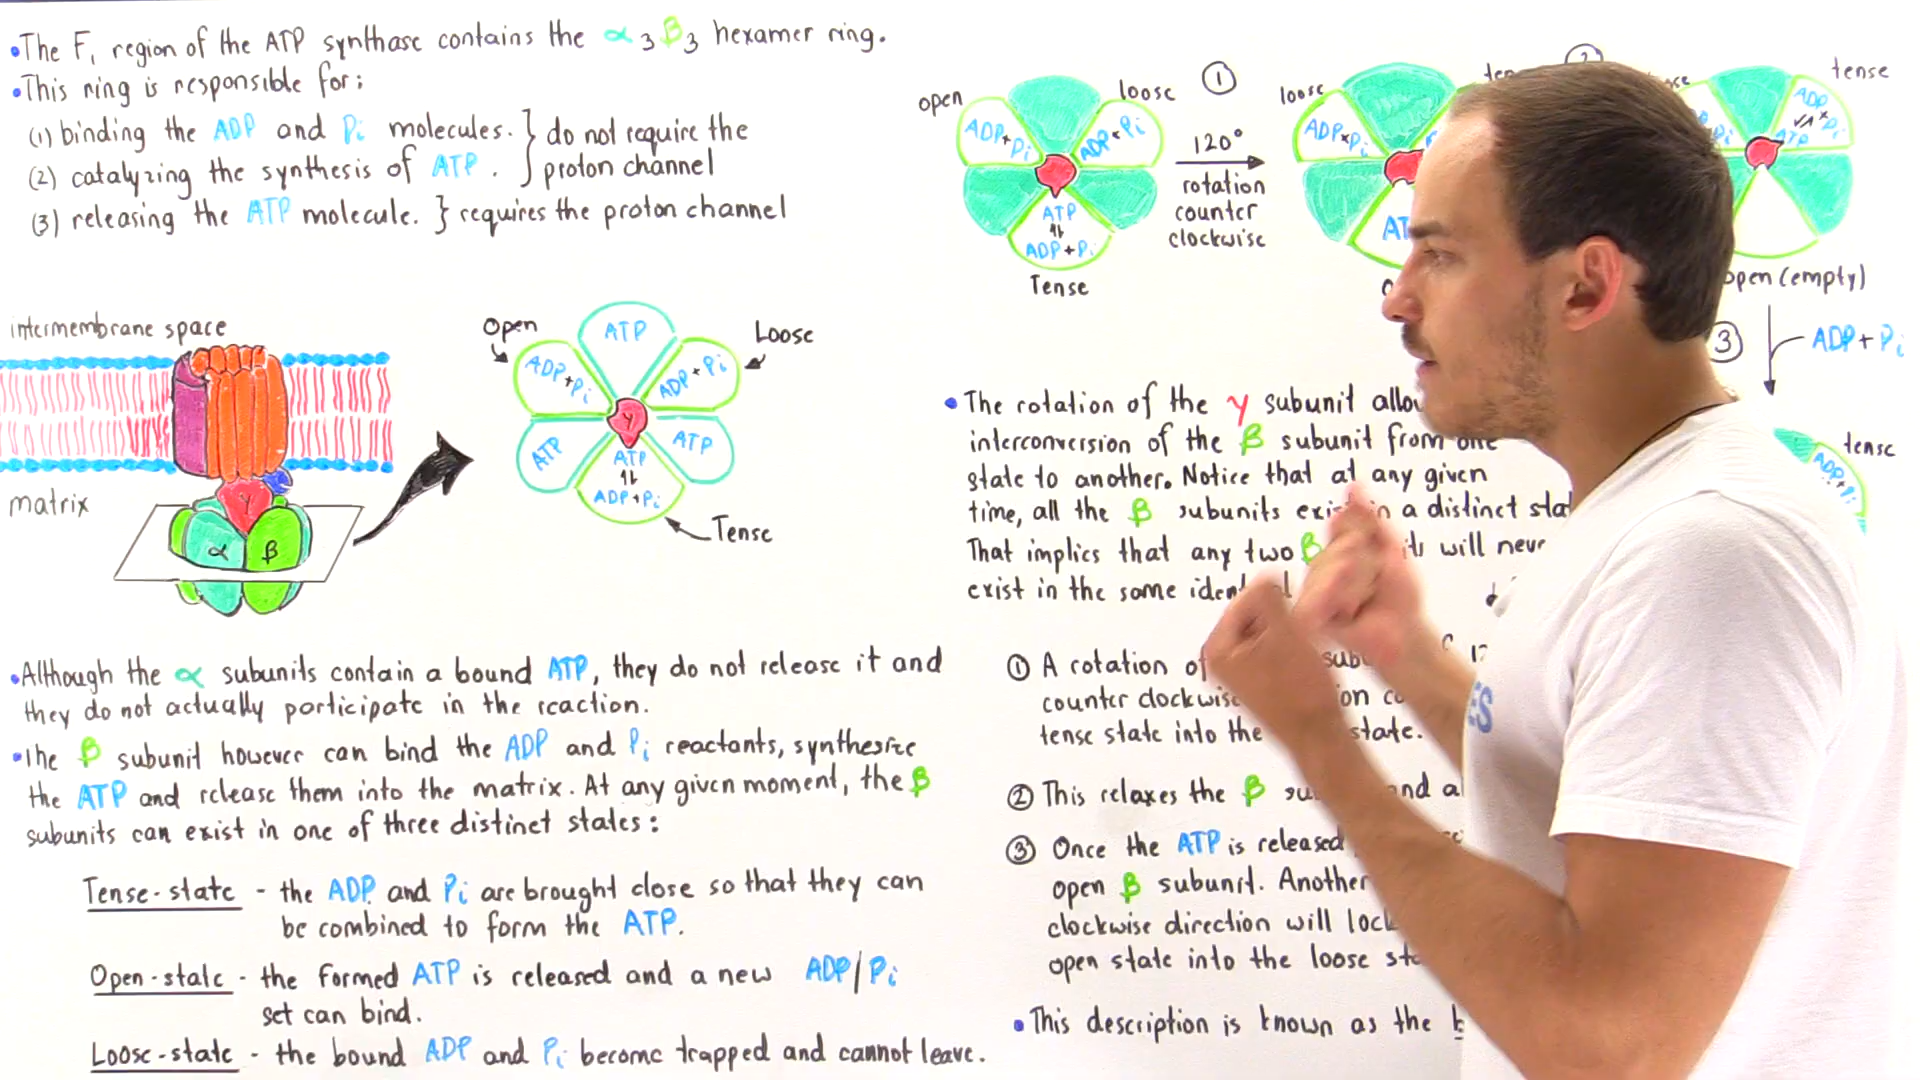 •The F1 region of the ATP synthase contains the α3β3 hexamer ring.
•This ring is responsible for:
(1) binding the ADP and Pi molecules. } do not require the
(2) catalyzing the synthesis of ATP. } proton channel
(3) releasing the ATP molecule. } requires the proton channel
intermembrane space
matrix
γ
α
β
Open
Loose
ATP
ADP+Pi
ADP+Pi
γ
ATP
ATP
ATP
ADP+Pi
Tense
•Although the α subunits contain a bound ATP, they do not release it and
they do not actually participate in the reaction.
•The β subunit however can bind the ADP and Pi reactants, synthesize
the ATP and release them into the matrix. At any given moment, the β
subunits can exist in one of three distinct states:
Tense-state - the ADP and Pi are brought close so that they can
be combined to form the ATP.
Open-state - the formed ATP is released and a new ADP/Pi
set can bind.
Loose-state - the bound ADP and Pi become trapped and cannot leave.
open
loose
ADP+Pi
ADP+Pi
ATP
ADP+Pi
Tense
1
120°
rotation
counter
clockwise
loose
ADP+Pi
tense
ADP
Pi
ATP
open (empty)
3
ADP+Pi
tense
ADP+Pi
•The rotation of the γ subunit
interconversion of the β subunit from one
state to another. Notice that at any given
time, all the β subunits in a distinct
That implies that any two β will
exist in the same
1 A rotation of
counter clockwise
tense state into the state.
2 This relaxes the β and
3 Once the ATP is released
open β subunit. Another
clockwise direction will lock
open state into the loose
•This description is known as the